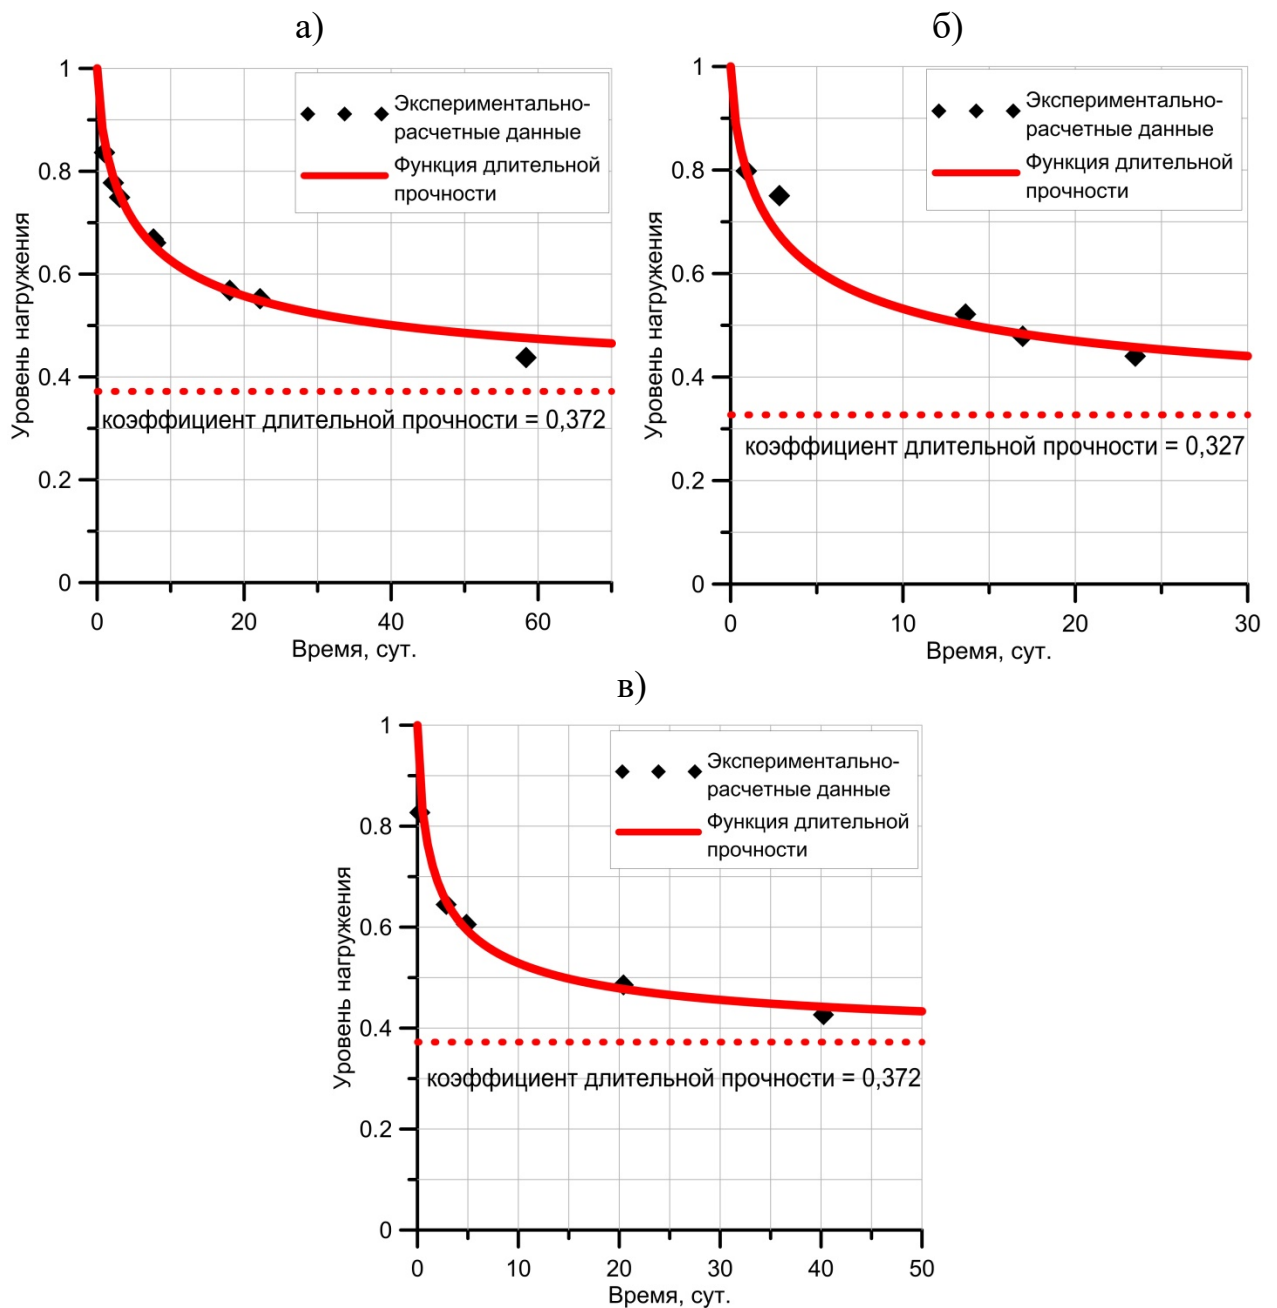 а)
1
0.8
0.6
0.4
0.2
0
Уровень нагружения
Экспериментально-
расчетные данные
Функция длительной
прочности
коэффициент длительной прочности = 0,372
0 20 40 60
Время, сут.
б)
1
0.8
0.6
0.4
0.2
0
Уровень нагружения
Экспериментально-
расчетные данные
Функция длительной
прочности
коэффициент длительной прочности = 0,327
0 10 20 30
Время, сут.
в)
1
0.8
0.6
0.4
0.2
0
Уровень нагружения
Экспериментально-
расчетные данные
Функция длительной
прочности
коэффициент длительной прочности = 0,372
0 10 20 30 40 50
Время, сут.